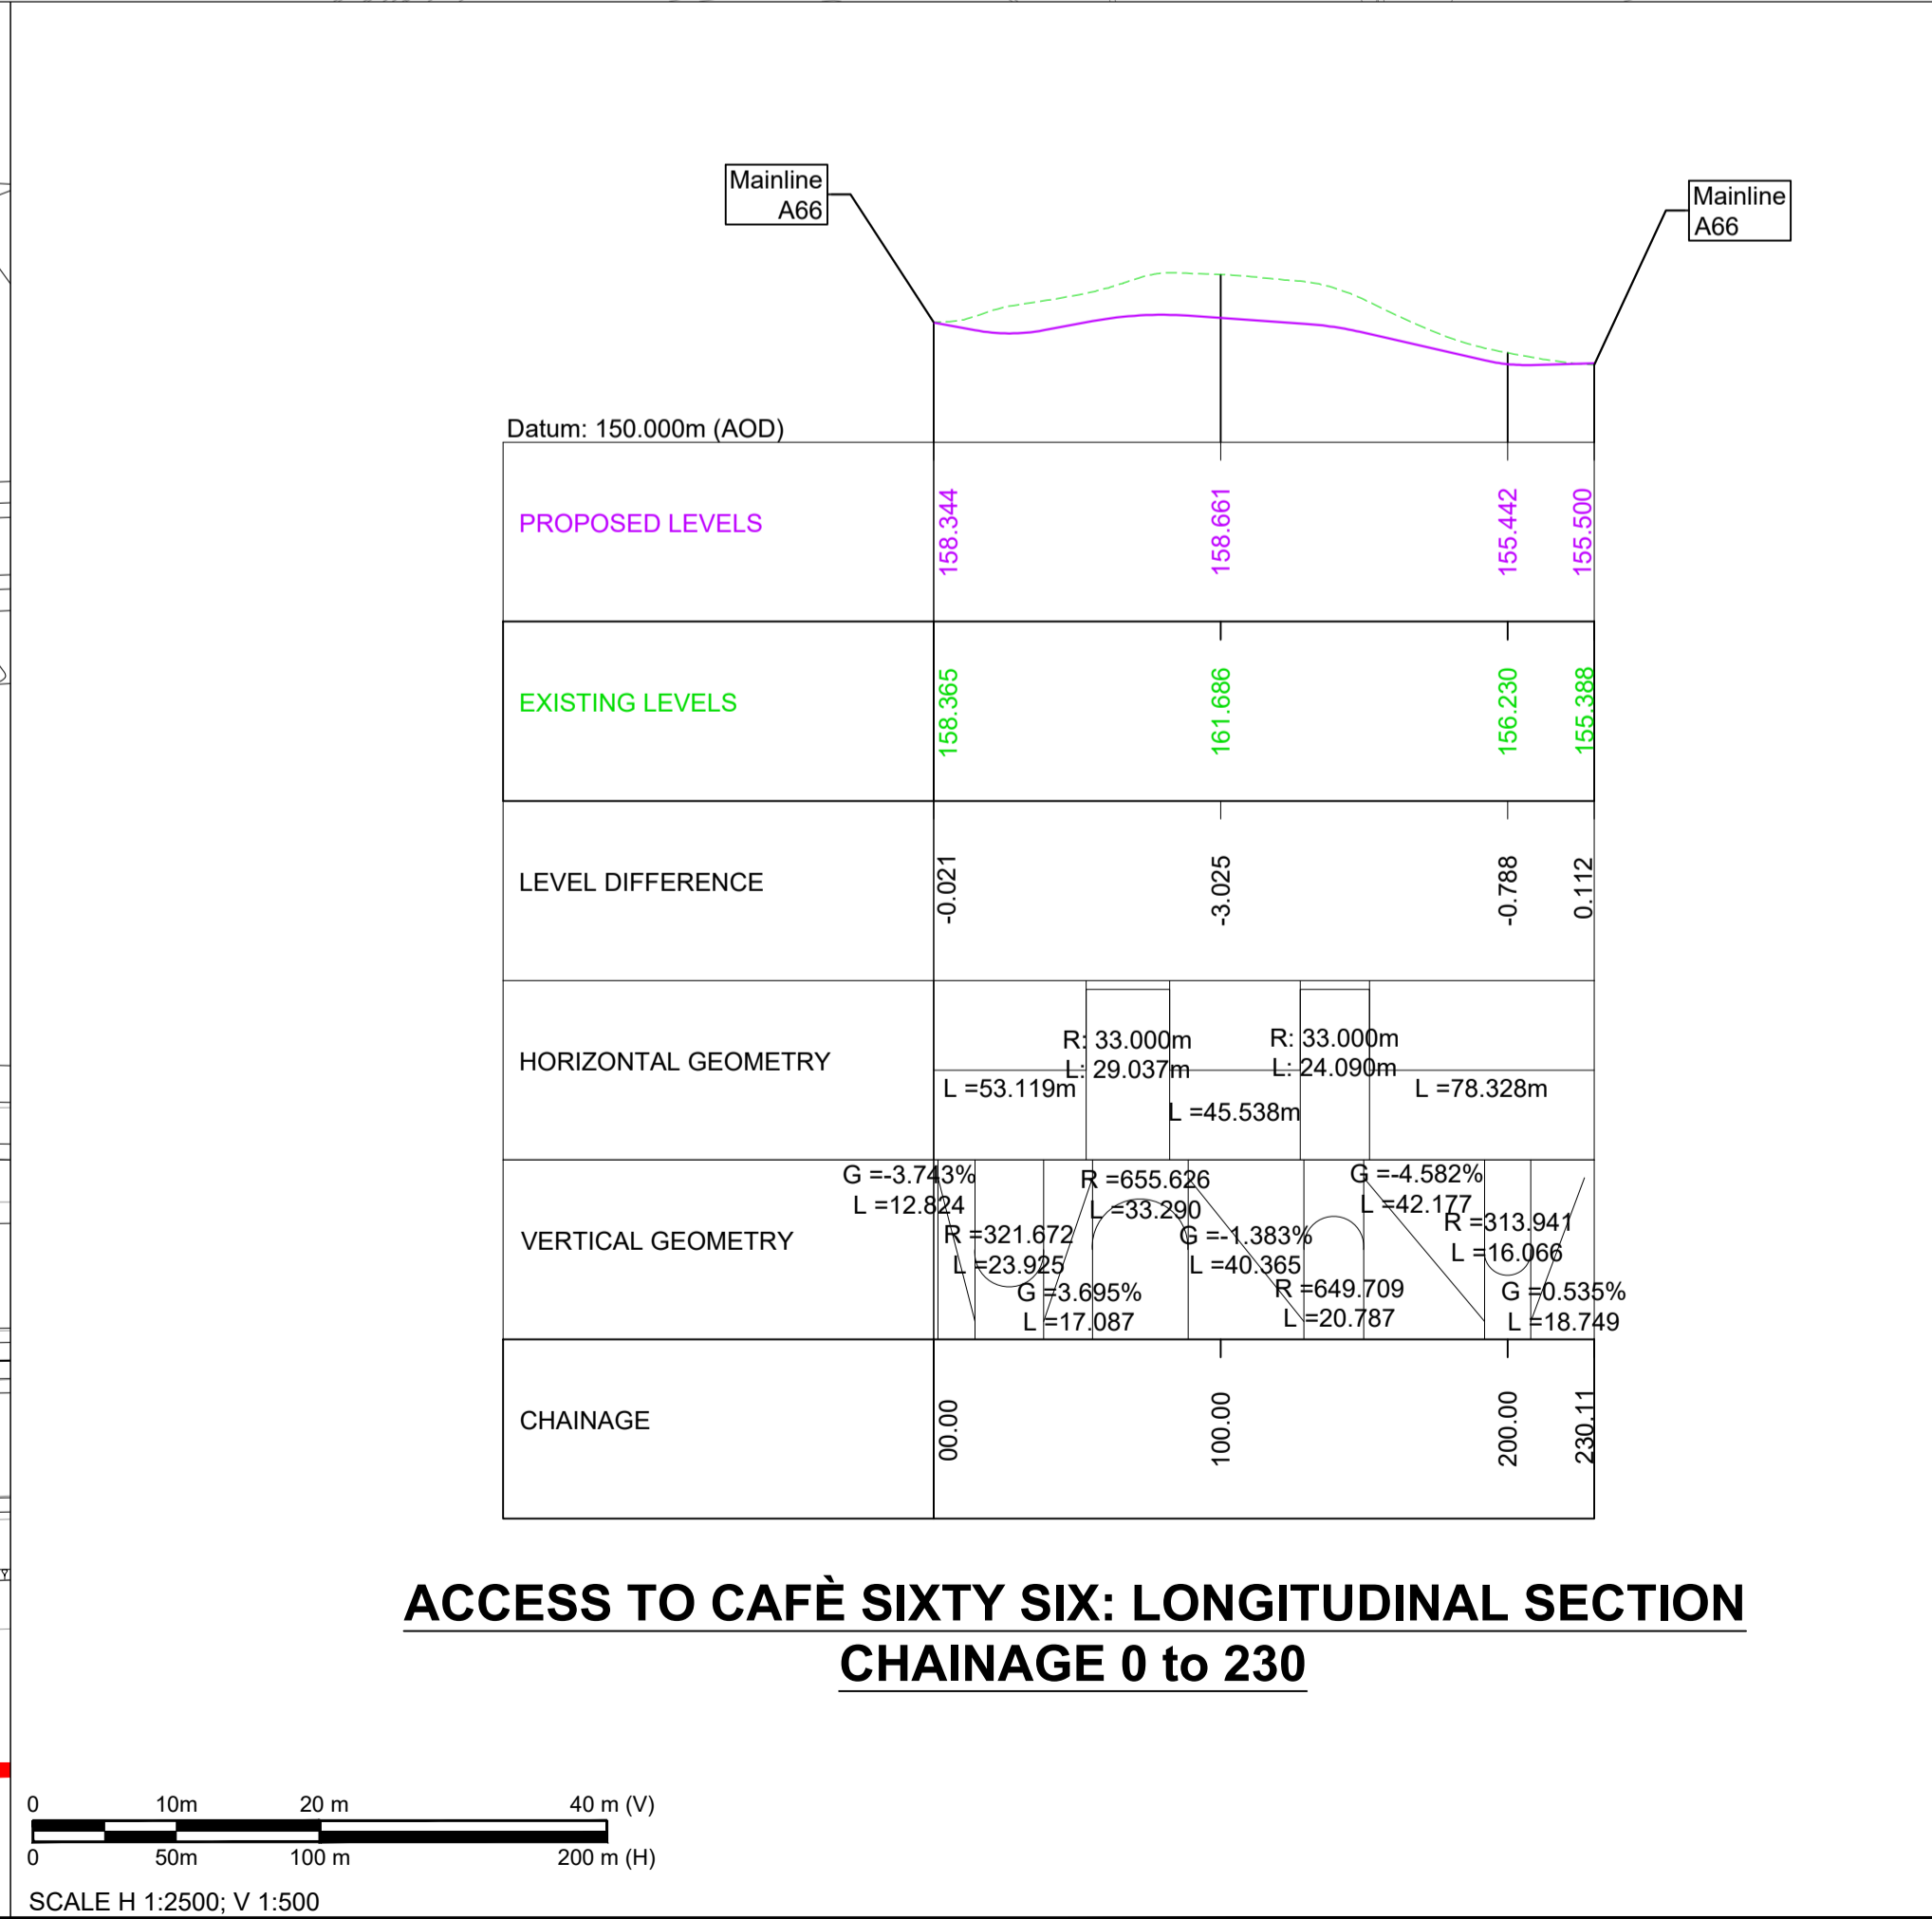 Mainline
A66
Mainline
A66
Datum: 150.000m (AOD)
PROPOSED LEVELS
158.344
158.661
155.442
155.500
EXISTING LEVELS
158.365
161.686
156.230
155.388
LEVEL DIFFERENCE
-0.021
-3.025
-0.788
0.112
HORIZONTAL GEOMETRY
L =53.119m
R: 33.000m
L: 29.037m
L =45.538m
R: 33.000m
L: 24.090m
L =78.328m
VERTICAL GEOMETRY
G =-3.743%
L =12.824
R =321.672
L =23.925
G =3.695%
L =17.087
R =655.626
L =33.290
G =-1.383%
L =40.365
R =649.709
L =20.787
G =-4.582%
L =42.177
R =313.941
L =16.066
G =0.535%
L =18.749
CHAINAGE
00.00
100.00
200.00
230.11
ACCESS TO CAFÈ SIXTY SIX: LONGITUDINAL SECTION
CHAINAGE 0 to 230
0 10m 20 m 40 m (V)
0 50m 100 m 200 m (H)
SCALE H 1:2500; V 1:500